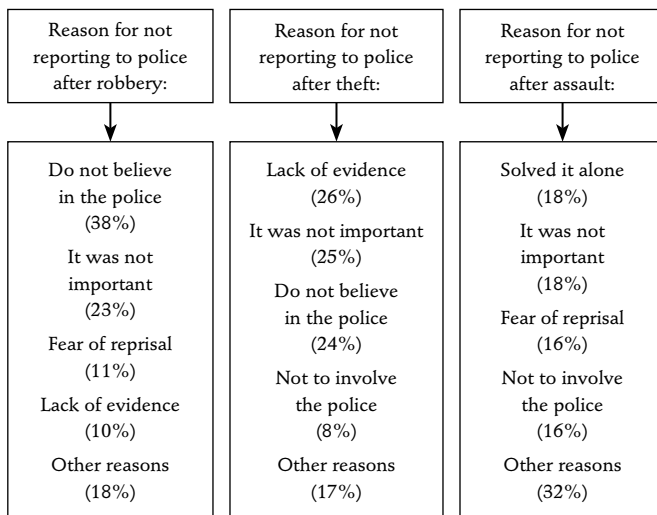 Reason for not
reporting to police
after robbery:
Do not believe
in the police
(38%)
It was not
important
(23%)
Fear of reprisal
(11%)
Lack of evidence
(10%)
Other reasons
(18%)
Reason for not
reporting to police
after theft:
Lack of evidence
(26%)
It was not important
(25%)
Do not believe
in the police
(24%)
Not to involve
the police
(8%)
Other reasons
(17%)
Reason for not
reporting to police
after assault:
Solved it alone
(18%)
It was not
important
(18%)
Fear of reprisal
(16%)
Not to involve
the police
(16%)
Other reasons
(32%)